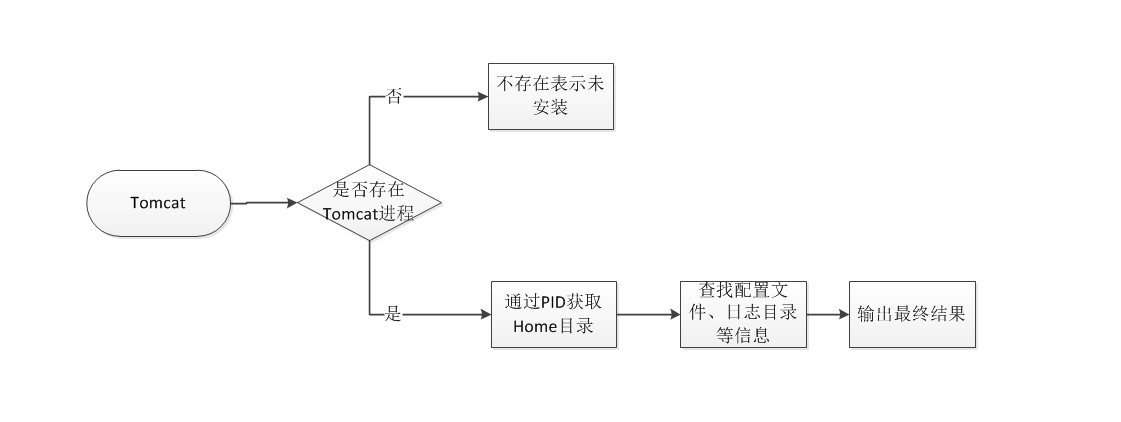 否
不存在表示未
安装
Tomcat
是否存在
Tomcat进程
是
通过PID获取
Home目录
查找配置文
件、日志目录
等信息
输出最终结果